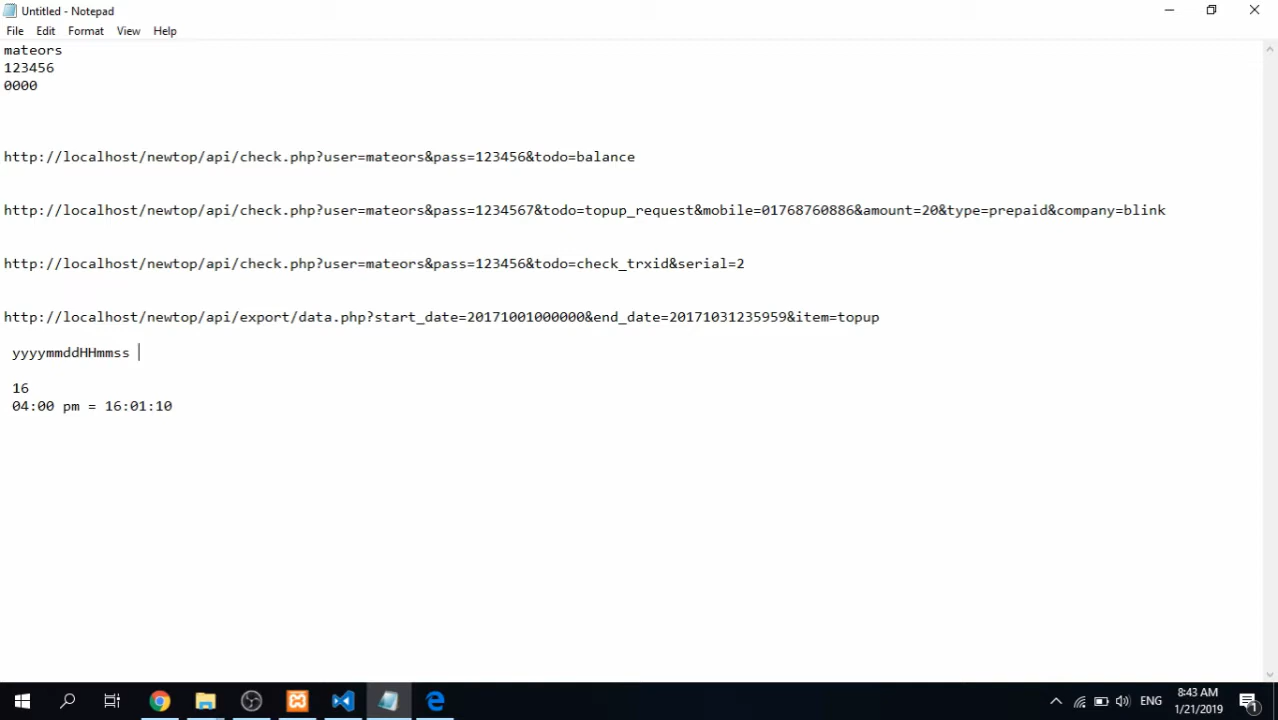 Untitled - Notepad
File Edit Format View Help
mateors
123456
0000
http://localhost/newtop/api/check.php?user=mateors&pass=123456&todo=balance
http://localhost/newtop/api/check.php?user=mateors&pass=1234567&todo=topup_request&mobile=01768760886&amount=20&type=prepaid&company=blink
http://localhost/newtop/api/check.php?user=mateors&pass=123456&todo=check_trxid&serial=2
http://localhost/newtop/api/export/data.php?start_date=20171001000000&end_date=20171031235959&item=topup
yyyymmddHHmmss
16
04:00 pm = 16:01:10
ENG
8:43 AM
1/21/2019
1